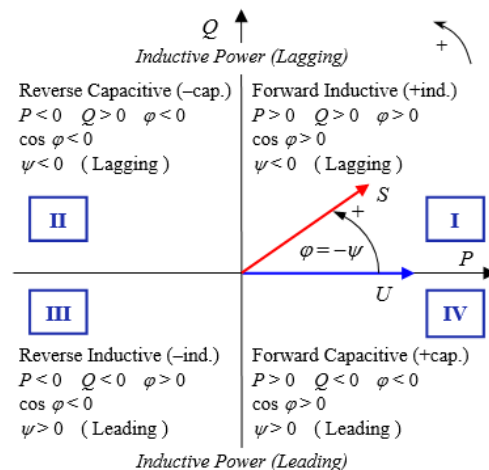 Q
+
Inductive Power (Lagging)
Reverse Capacitive (–cap.)
P < 0 Q > 0 φ < 0
cos φ < 0
ψ < 0 ( Lagging )
Forward Inductive (+ind.)
P > 0 Q > 0 φ > 0
cos φ > 0
ψ < 0 ( Lagging )
II
S
I
+
φ = –ψ
P
U
III
IV
Reverse Inductive (–ind.)
P < 0 Q < 0 φ > 0
cos φ < 0
ψ > 0 ( Leading )
Forward Capacitive (+cap.)
P > 0 Q < 0 φ < 0
cos φ > 0
ψ > 0 ( Leading )
Inductive Power (Leading)